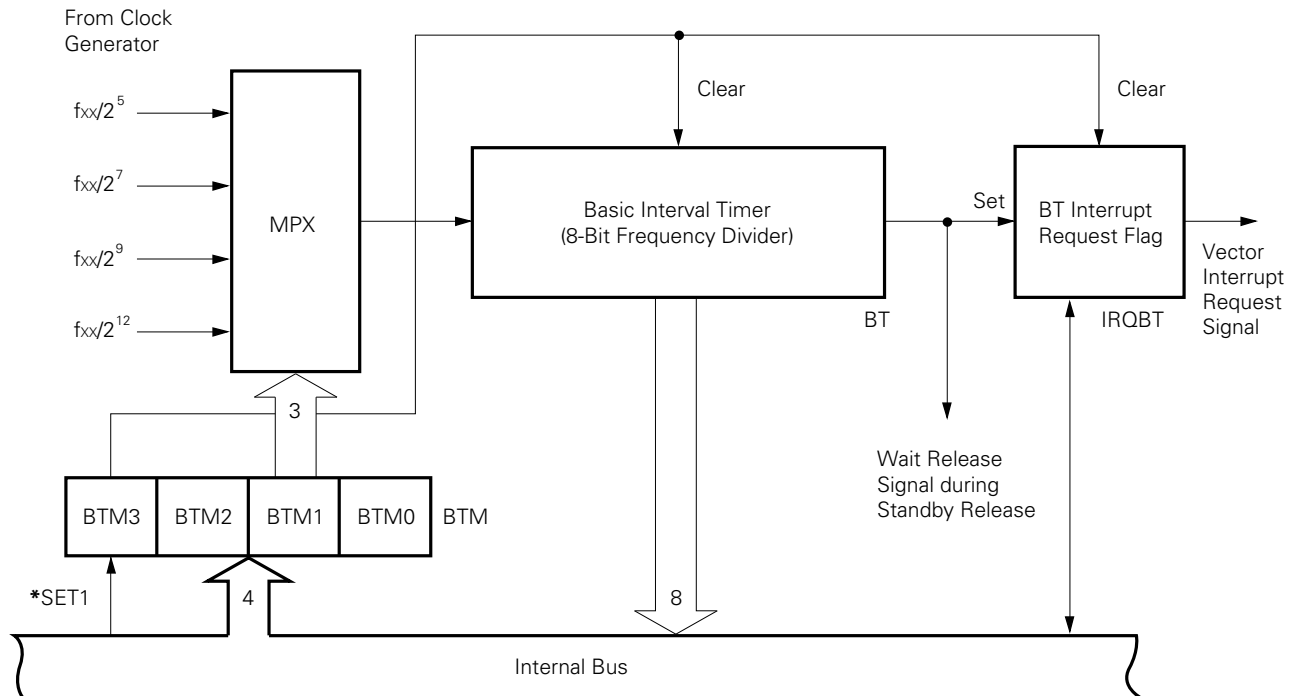 From Clock
Generator
fxx/2^5
fxx/2^7
fxx/2^9
fxx/2^12
MPX
Clear
Clear
Basic Interval Timer
(8-Bit Frequency Divider)
BT
Set
BT Interrupt
Request Flag
IRQBT
Vector
Interrupt
Request
Signal
3
Wait Release
Signal during
Standby Release
BTM3
BTM2
BTM1
BTM0
BTM
*SET1
4
8
Internal Bus